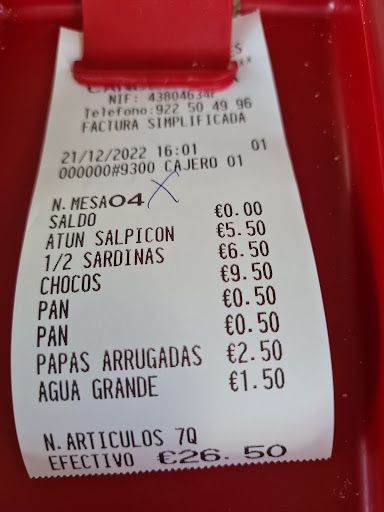 NIF: 43804634F
Telefono:922 50 49 96
FACTURA SIMPLIFICADA
21/12/2022 16:01 01
000000#9300 CAJERO 01
N.MESA04 X
SALDO €0.00
ATUN SALPICON €5.50
1/2 SARDINAS €6.50
CHOCOS €9.50
PAN €0.50
PAN €0.50
PAPAS ARRUGADAS €2.50
AGUA GRANDE €1.50
N.ARTICULOS 7Q
EFECTIVO €26.50